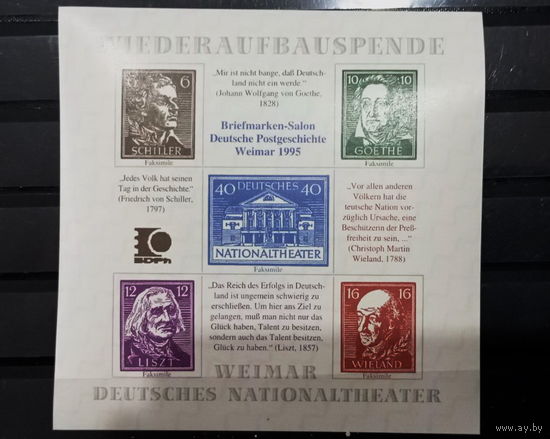 WIEDERAUFBAUSPENDE
6
SCHILLER
Faksimile
„Mir ist nicht bange, daß Deutsch-
land nicht ein werde.“
(Johann Wolfgang von Goethe,
1828)
10 10
GOETHE
Faksimile
Briefmarken-Salon
Deutsche Postgeschichte
Weimar 1995
„Jedes Volk hat seinen
Tag in der Geschichte.“
(Friedrich von Schiller,
1797)
BDPh
40 DEUTSCHES 40
NATIONALTHEATER
Faksimile
„Vor allen anderen
Völkern hat die
teutsche Nation vor-
züglich Ursache, eine
Beschützerin der Preß-
freiheit zu sein, ...“
(Christoph Martin
Wieland, 1788)
12 12
LISZT
Faksimile
„Das Reich des Erfolgs in Deutsch-
land ist ungemein schwierig zu
erschließen. Um hier ans Ziel zu
gelangen, muß man nicht nur das
Glück haben, Talent zu besitzen,
sondern auch das Talent besitzen,
Glück zu haben.“ (Liszt, 1857)
16 16
WIELAND
Faksimile
WEIMAR
DEUTSCHES NATIONALTHEATER
www.ay.by